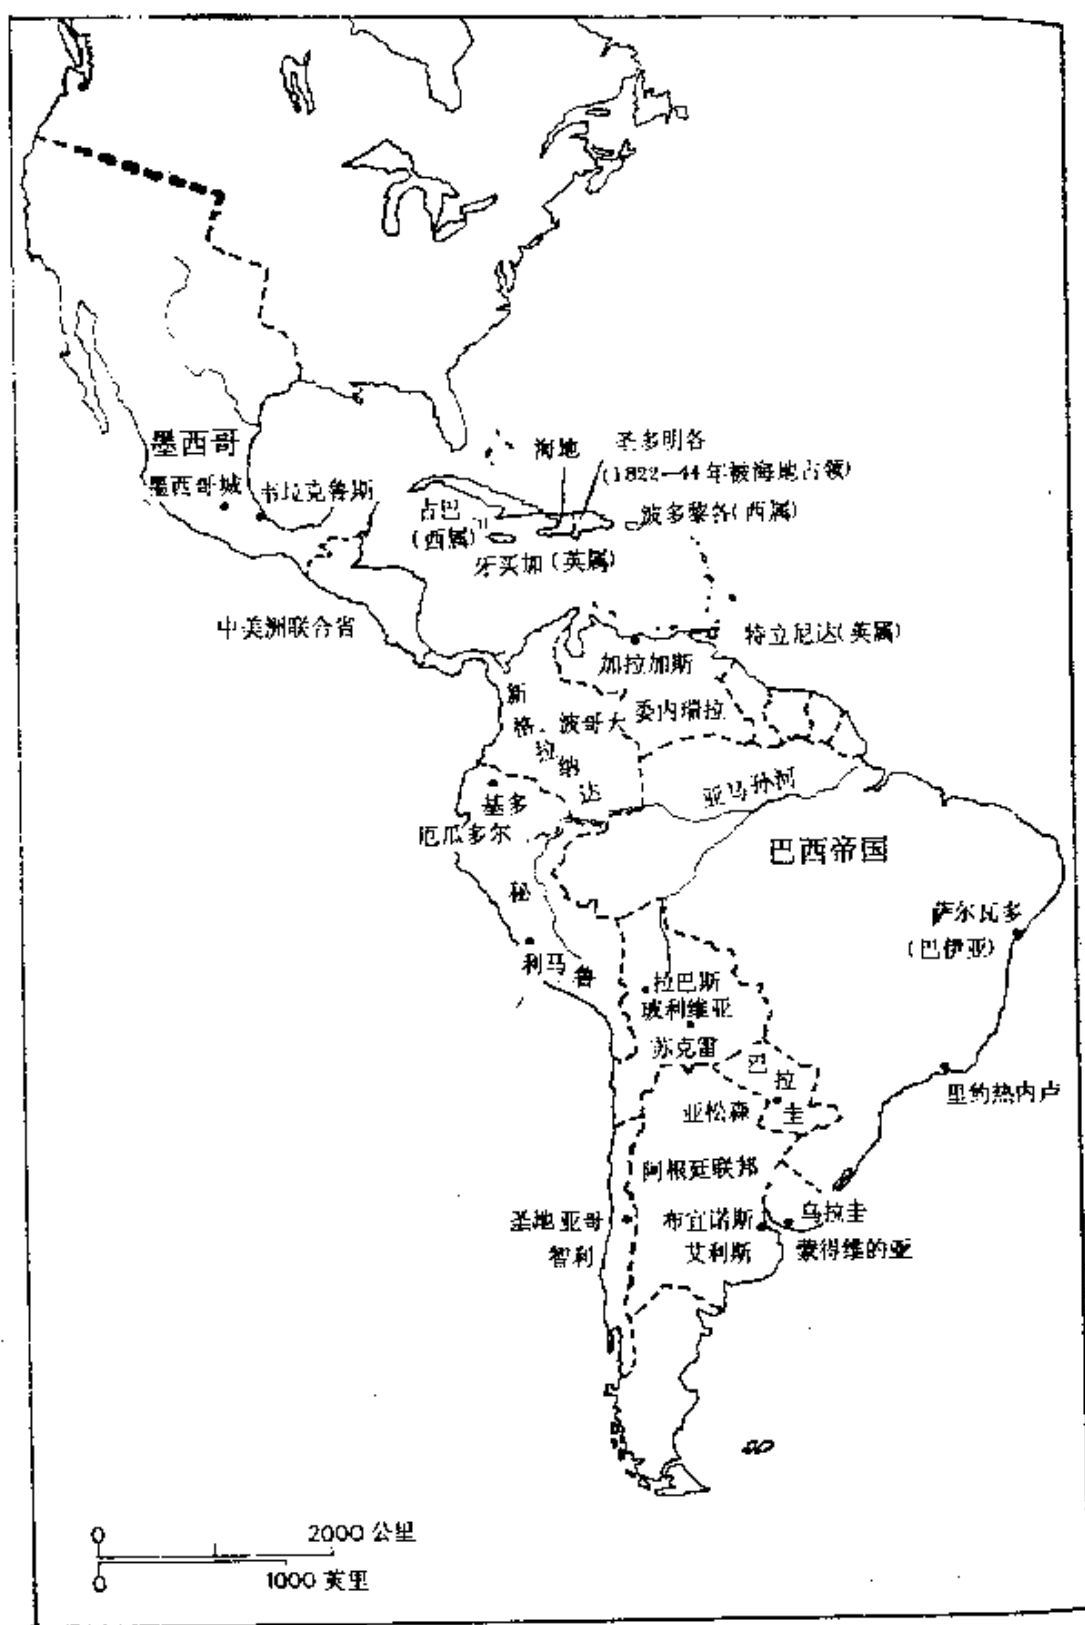 墨西哥
墨西哥城
韦拉克鲁斯
海地
圣多明各
(1822—44年被海地占领)
古巴
(西属)
波多黎各(西属)
牙买加(英属)
中美洲联合省
特立尼达(英属)
加拉加斯
委内瑞拉
新格拉纳达
波哥大
亚马孙河
基多
厄瓜多尔
巴西帝国
秘鲁
利马
萨尔瓦多
(巴伊亚)
拉巴斯
玻利维亚
苏克雷
巴拉圭
里约热内卢
亚松森
阿根廷联邦
圣地亚哥
智利
布宜诺斯
艾利斯
乌拉圭
蒙得维的亚
0 2000 公里
0 1000 英里